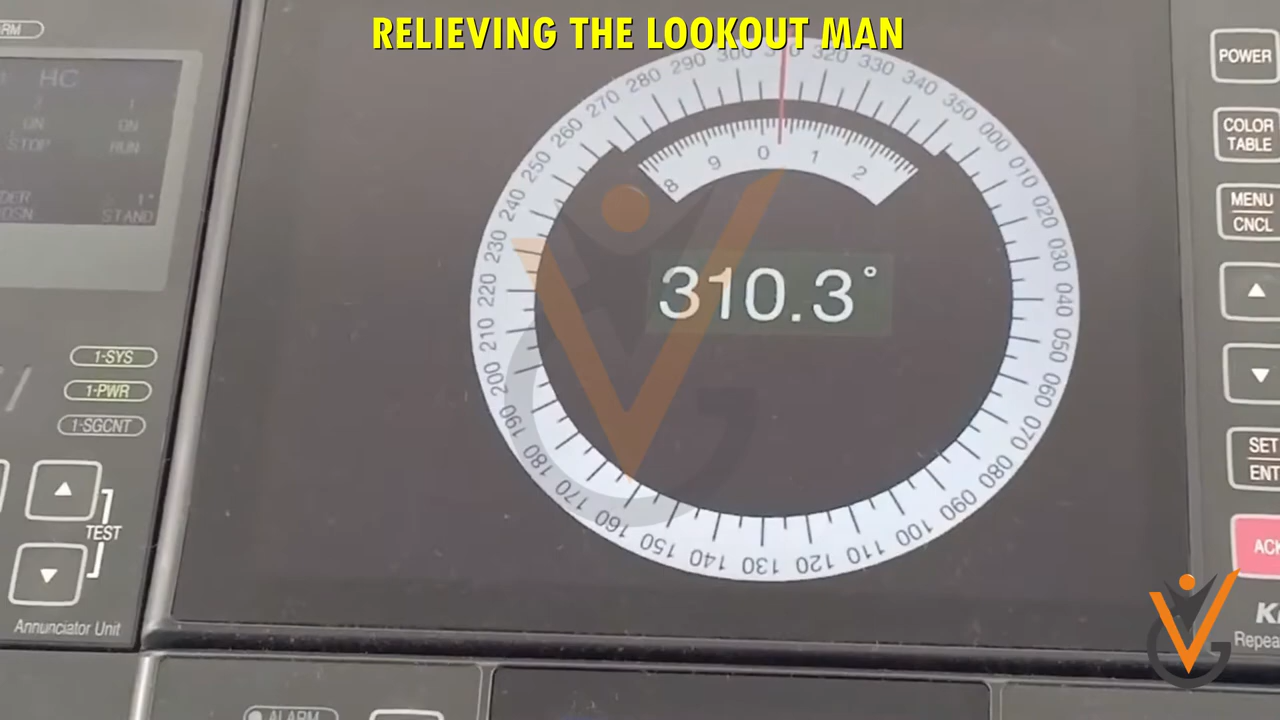 RELIEVING THE LOOKOUT MAN
RM
HC
ON
ON
STOP
RUN
1°
STAND
1-SYS
1-PWR
1-SGCNT
TEST
Annunciator Unit
270 280 290 300 310 320 330 340 350 000 010 020 030 040 050 060 070 080 090 100 110 120 130 140 150 160 170 180 190 200 210 220 230 240 250 260
8 9 0 1 2
310.3°
POWER
COLOR
TABLE
MENU
CNCL
SET
ENT
ACK
Repea
ALARM